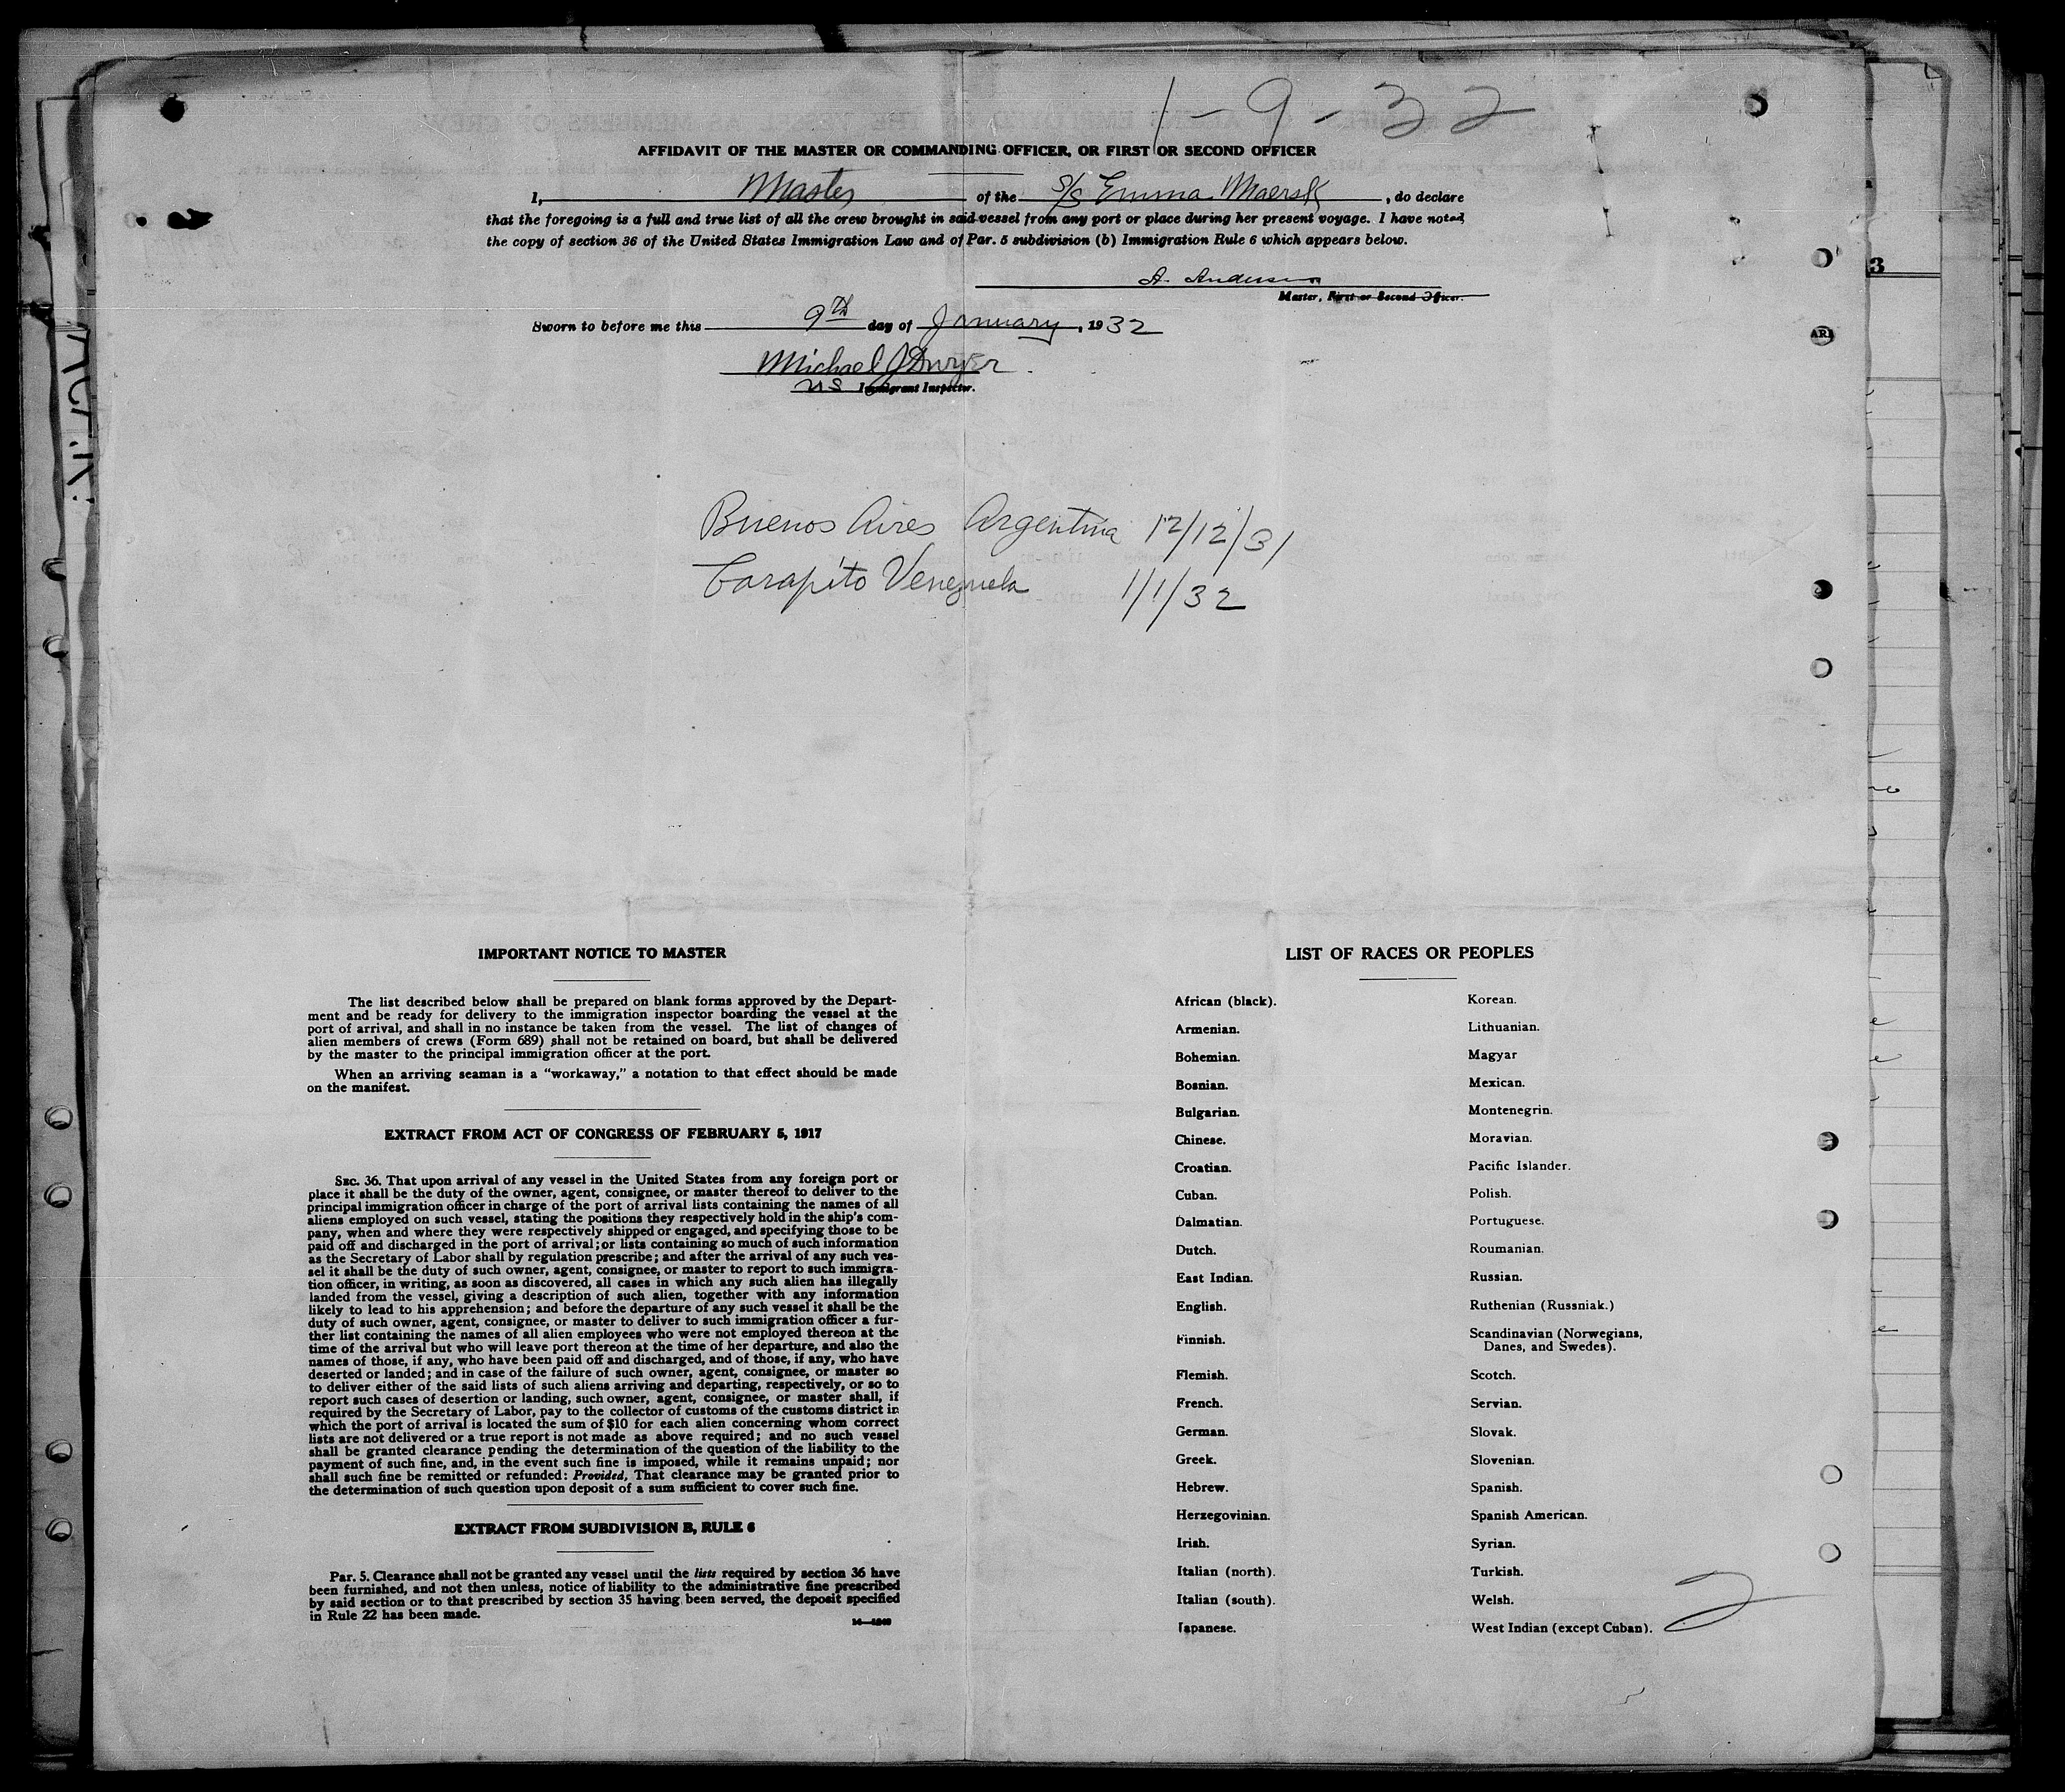 1-9-32
AFFIDAVIT OF THE MASTER OR COMMANDING OFFICER, OR FIRST OR SECOND OFFICER
I, Master of the S/S Emma Maersk, do declare
that the foregoing is a full and true list of all the crew brought in said vessel from any port or place during her present voyage. I have noted
the copy of section 36 of the United States Immigration Law and of Par. 5 subdivision (b) Immigration Rule 6 which appears below.
A. Andersen
Master, First or Second Officer.
Sworn to before me this 9th day of January, 1932
Michael J Dwyer
US Immigrant Inspector.
Buenos Aires Argentina 12/12/31
Carapito Venezuela 1/1/32
IMPORTANT NOTICE TO MASTER
The list described below shall be prepared on blank forms approved by the Depart-
ment and be ready for delivery to the immigration inspector boarding the vessel at the
port of arrival, and shall in no instance be taken from the vessel. The list of changes of
alien members of crews (Form 689) shall not be retained on board, but shall be delivered
by the master to the principal immigration officer at the port.
When an arriving seaman is a "workaway," a notation to that effect should be made
on the manifest.
EXTRACT FROM ACT OF CONGRESS OF FEBRUARY 5, 1917
SEC. 36. That upon arrival of any vessel in the United States from any foreign port or
place it shall be the duty of the owner, agent, consignee, or master thereof to deliver to the
principal immigration officer in charge of the port of arrival lists containing the names of all
aliens employed on such vessel, stating the positions they respectively hold in the ship's com-
pany, when and where they were respectively shipped or engaged, and specifying those to be
paid off and discharged in the port of arrival; or lists containing so much of such information
as the Secretary of Labor shall by regulation prescribe; and after the arrival of any such ves-
sel it shall be the duty of such owner, agent, consignee, or master to report to such immigra-
tion officer, in writing, as soon as discovered, all cases in which any such alien has illegally
landed from the vessel, giving a description of such alien, together with any information
likely to lead to his apprehension; and before the departure of any such vessel it shall be the
duty of such owner, agent, consignee, or master to deliver to such immigration officer a fur-
ther list containing the names of all alien employees who were not employed thereon at the
time of the arrival but who will leave port thereon at the time of her departure, and also the
names of those, if any, who have been paid off and discharged, and of those, if any, who have
deserted or landed; and in case of the failure of such owner, agent, consignee, or master so
to deliver either of the said lists of such aliens arriving and departing, respectively, or so to
report such cases of desertion or landing, such owner, agent, consignee, or master shall, if
required by the Secretary of Labor, pay to the collector of customs of the customs district in
which the port of arrival is located the sum of $10 for each alien concerning whom correct
lists are not delivered or a true report is not made as above required; and no such vessel
shall be granted clearance pending the determination of the question of the liability to the
payment of such fine, and, in the event such fine is imposed, while it remains unpaid; nor
shall such fine be remitted or refunded: Provided, That clearance may be granted prior to
the determination of such question upon deposit of a sum sufficient to cover such fine.
EXTRACT FROM SUBDIVISION B, RULE 6
Par. 5. Clearance shall not be granted any vessel until the lists required by section 36 have
been furnished, and not then unless, notice of liability to the administrative fine prescribed
by said section or to that prescribed by section 35 having been served, the deposit specified
in Rule 22 has been made.
LIST OF RACES OR PEOPLES
African (black).
Armenian.
Bohemian.
Bosnian.
Bulgarian.
Chinese.
Croatian.
Cuban.
Dalmatian.
Dutch.
East Indian.
English.
Finnish.
Flemish.
French.
German.
Greek.
Hebrew.
Herzegovinian.
Irish.
Italian (north).
Italian (south).
Japanese.
Korean.
Lithuanian.
Magyar
Mexican.
Montenegrin.
Moravian.
Pacific Islander.
Polish.
Portuguese.
Roumanian.
Russian.
Ruthenian (Russniak.)
Scandinavian (Norwegians,
Danes, and Swedes).
Scotch.
Servian.
Slovak.
Slovenian.
Spanish.
Spanish American.
Syrian.
Turkish.
Welsh.
West Indian (except Cuban).
2